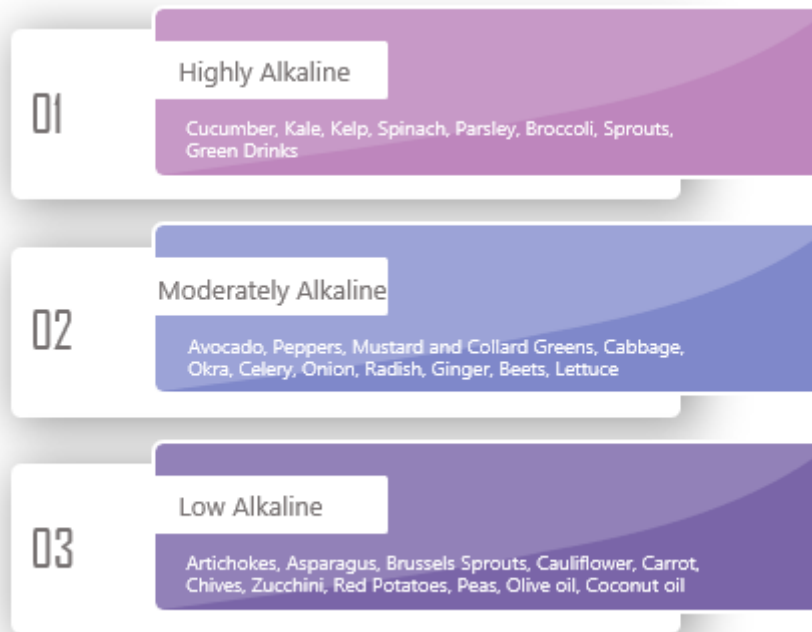 01
Highly Alkaline
Cucumber, Kale, Kelp, Spinach, Parsley, Broccoli, Sprouts,
Green Drinks
02
Moderately Alkaline
Avocado, Peppers, Mustard and Collard Greens, Cabbage,
Okra, Celery, Onion, Radish, Ginger, Beets, Lettuce
03
Low Alkaline
Artichokes, Asparagus, Brussels Sprouts, Cauliflower, Carrot,
Chives, Zucchini, Red Potatoes, Peas, Olive oil, Coconut oil